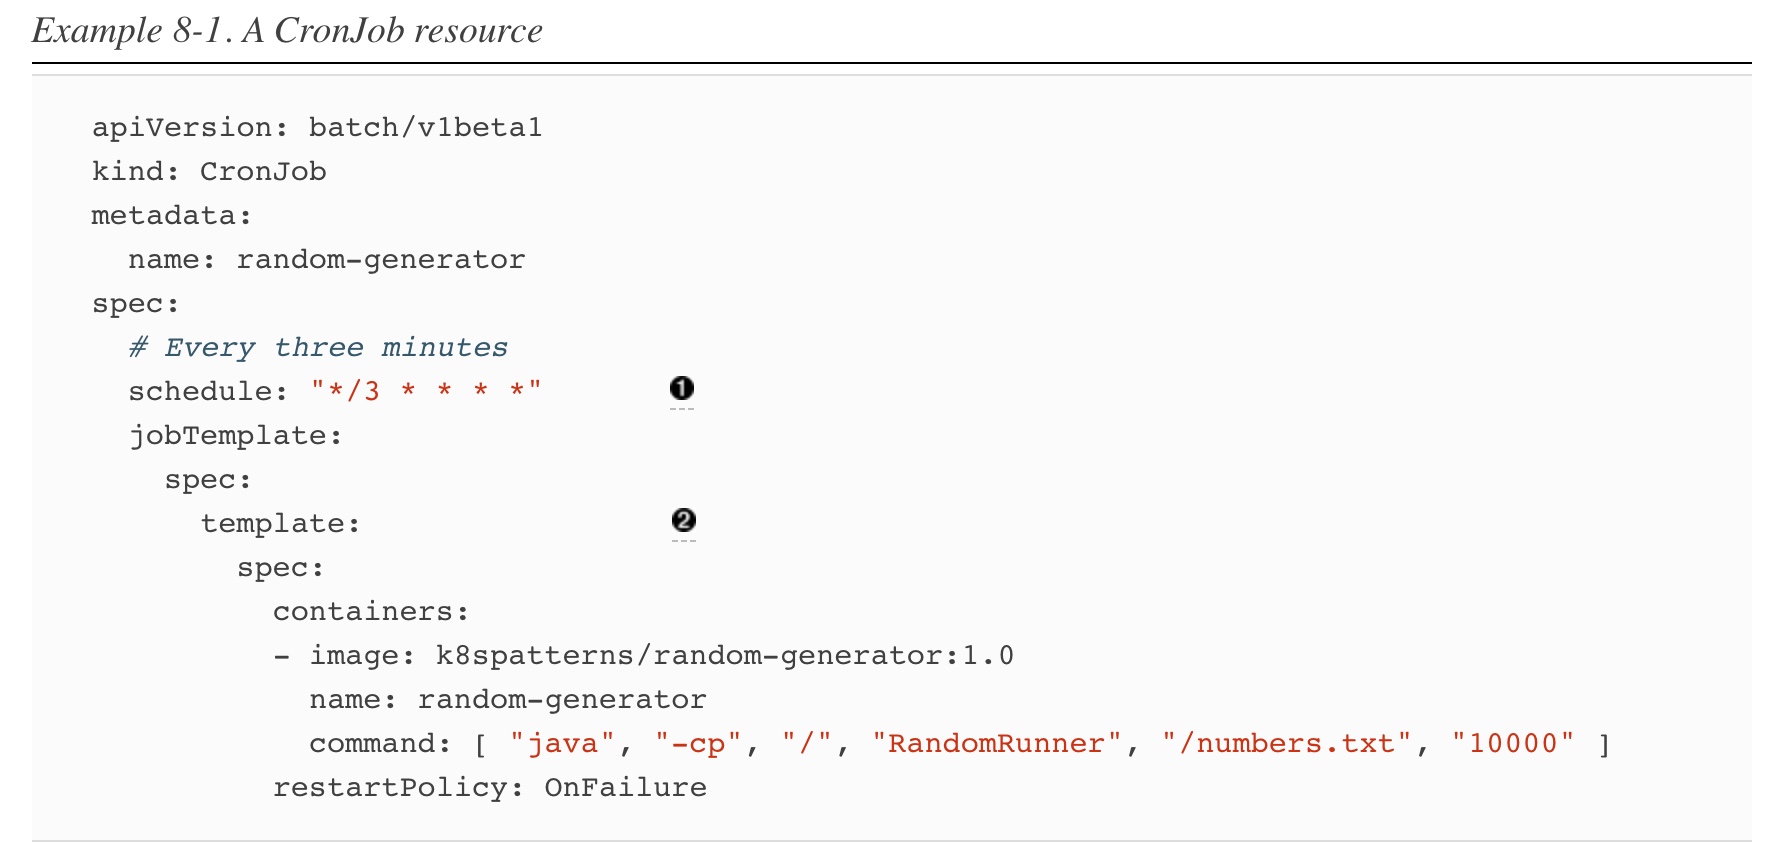 Example 8-1. A CronJob resource
apiVersion: batch/v1beta1
kind: CronJob
metadata:
  name: random-generator
spec:
  # Every three minutes
  schedule: "*/3 * * * *" ❶
  jobTemplate:
    spec:
      template: ❷
        spec:
          containers:
          - image: k8spatterns/random-generator:1.0
            name: random-generator
            command: [ "java", "-cp", "/", "RandomRunner", "/numbers.txt", "10000" ]
          restartPolicy: OnFailure